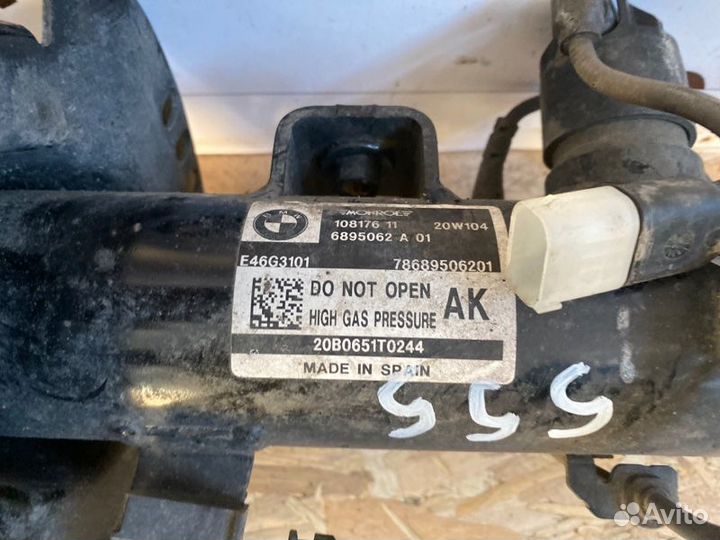 BMW
MONROE
108176 11 20W104
6895062 A 01
E46G3101 78689506201
DO NOT OPEN
HIGH GAS PRESSURE
AK
20B0651T0244
MADE IN SPAIN
555
Avito